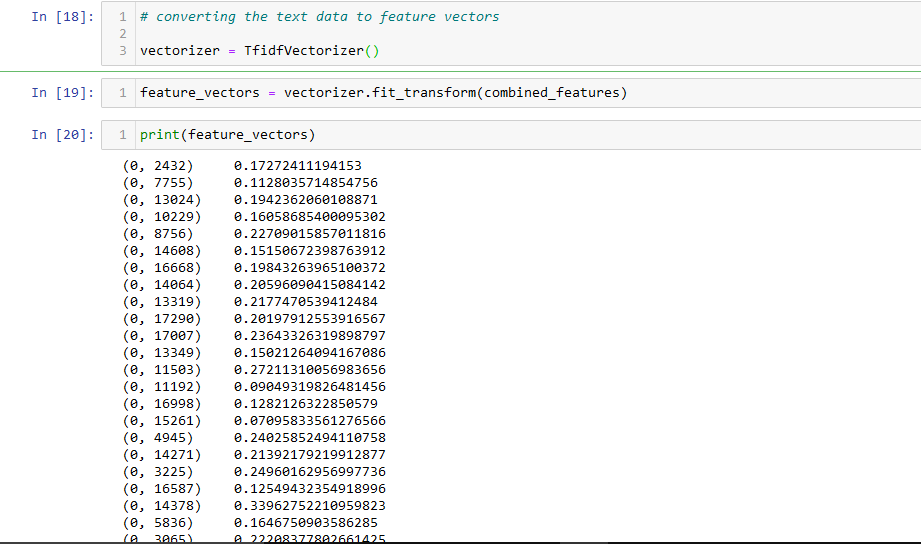 In [18]:
1 # converting the text data to feature vectors
2
3 vectorizer = TfidfVectorizer()
In [19]:
1 feature_vectors = vectorizer.fit_transform(combined_features)
In [20]:
1 print(feature_vectors)
(0, 2432) 0.17272411194153
(0, 7755) 0.1128035714854756
(0, 13024) 0.1942362060108871
(0, 10229) 0.16058685400095302
(0, 8756) 0.22709015857011816
(0, 14608) 0.15150672398763912
(0, 16668) 0.19843263965100372
(0, 14064) 0.20596090415084142
(0, 13319) 0.2177470539412484
(0, 17290) 0.20197912553916567
(0, 17007) 0.23643326319898797
(0, 13349) 0.15021264094167086
(0, 11503) 0.27211310056983656
(0, 11192) 0.09049319826481456
(0, 16998) 0.1282126322850579
(0, 15261) 0.07095833561276566
(0, 4945) 0.24025852494110758
(0, 14271) 0.21392179219912877
(0, 3225) 0.24960162956997736
(0, 16587) 0.12549432354918996
(0, 14378) 0.33962752210959823
(0, 5836) 0.1646750903586285
(0, 3065) 0.22208377802661425